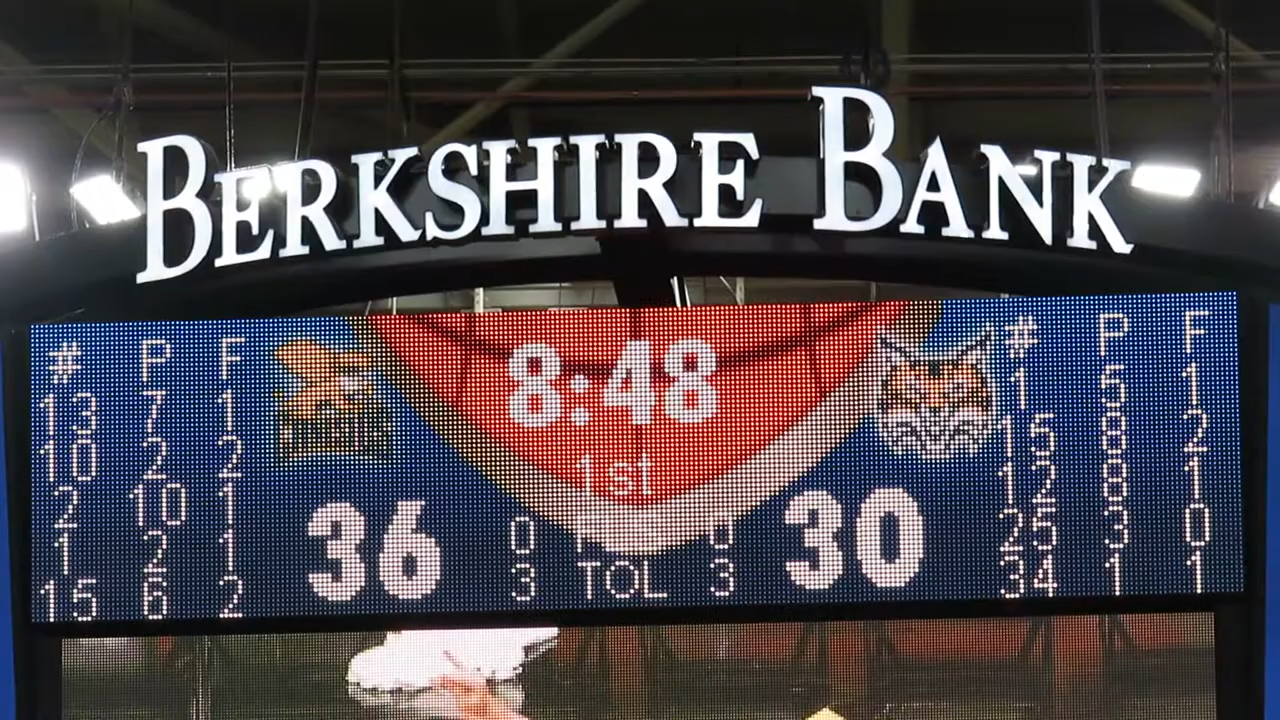 BERKSHIRE BANK
# P F
13 7 1
10 2 2
2 10 1
1 2 1
15 6 2
8:48
1st
36 0 0 30
3 TOL 3
# P F
1 5 1
15 8 2
12 8 1
25 3 0
34 1 1